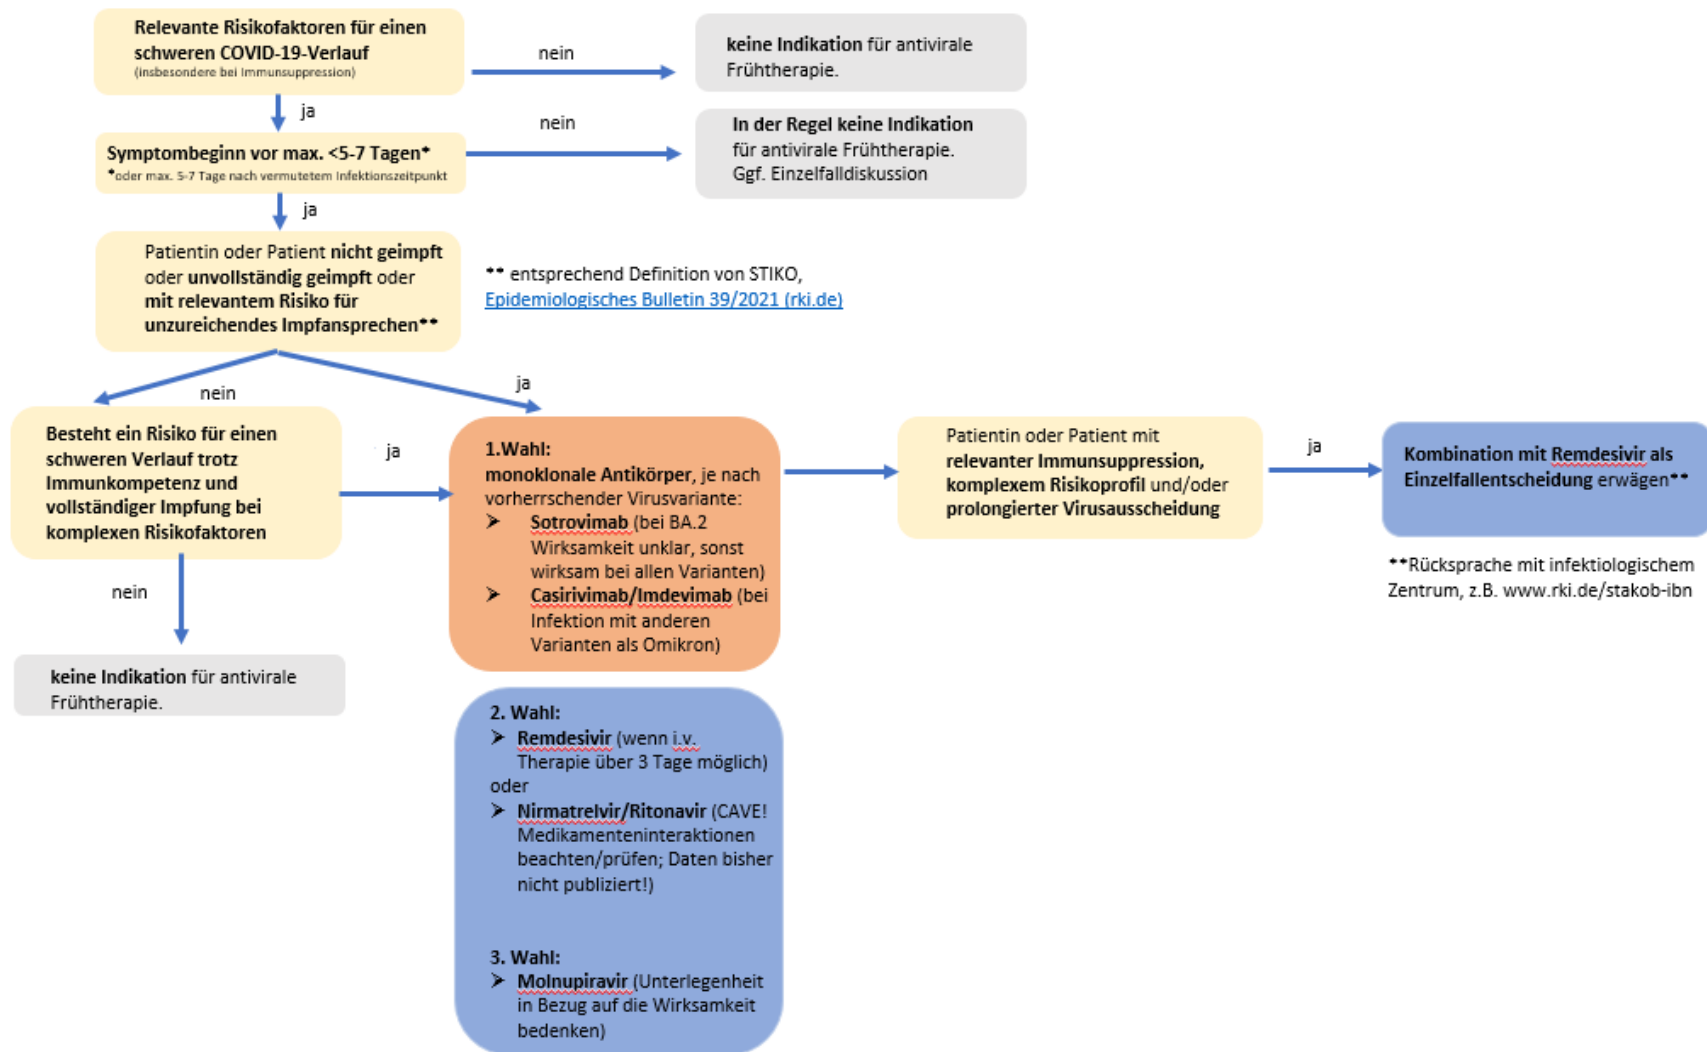 Relevante Risikofaktoren für einen
schweren COVID-19-Verlauf
(insbesondere bei Immunsuppression)
nein
keine Indikation für antivirale
Frühtherapie.
ja
Symptombeginn vor max. <5-7 Tagen*
*oder max. 5-7 Tage nach vermutetem Infektionszeitpunkt
nein
In der Regel keine Indikation
für antivirale Frühtherapie.
Ggf. Einzelfalldiskussion
ja
Patientin oder Patient nicht geimpft
oder unvollständig geimpft oder
mit relevantem Risiko für
unzureichendes Impfansprechen**
** entsprechend Definition von STIKO,
Epidemiologisches Bulletin 39/2021 (rki.de)
nein
ja
Besteht ein Risiko für einen
schweren Verlauf trotz
Immunkompetenz und
vollständiger Impfung bei
komplexen Risikofaktoren
ja
nein
keine Indikation für antivirale
Frühtherapie.
1.Wahl:
monoklonale Antikörper, je nach
vorherrschender Virusvariante:
➤ Sotrovimab (bei BA.2
Wirksamkeit unklar, sonst
wirksam bei allen Varianten)
➤ Casirivimab/Imdevimab (bei
Infektion mit anderen
Varianten als Omikron)
Patientin oder Patient mit
relevanter Immunsuppression,
komplexem Risikoprofil und/oder
prolongierter Virusausscheidung
ja
Kombination mit Remdesivir als
Einzelfallentscheidung erwägen**
**Rücksprache mit infektiologischem
Zentrum, z.B. www.rki.de/stakob-ibn
2. Wahl:
➤ Remdesivir (wenn i.v.
Therapie über 3 Tage möglich)
oder
➤ Nirmatrelvir/Ritonavir (CAVE!
Medikamenteninteraktionen
beachten/prüfen; Daten bisher
nicht publiziert!)
3. Wahl:
➤ Molnupiravir (Unterlegenheit
in Bezug auf die Wirksamkeit
bedenken)